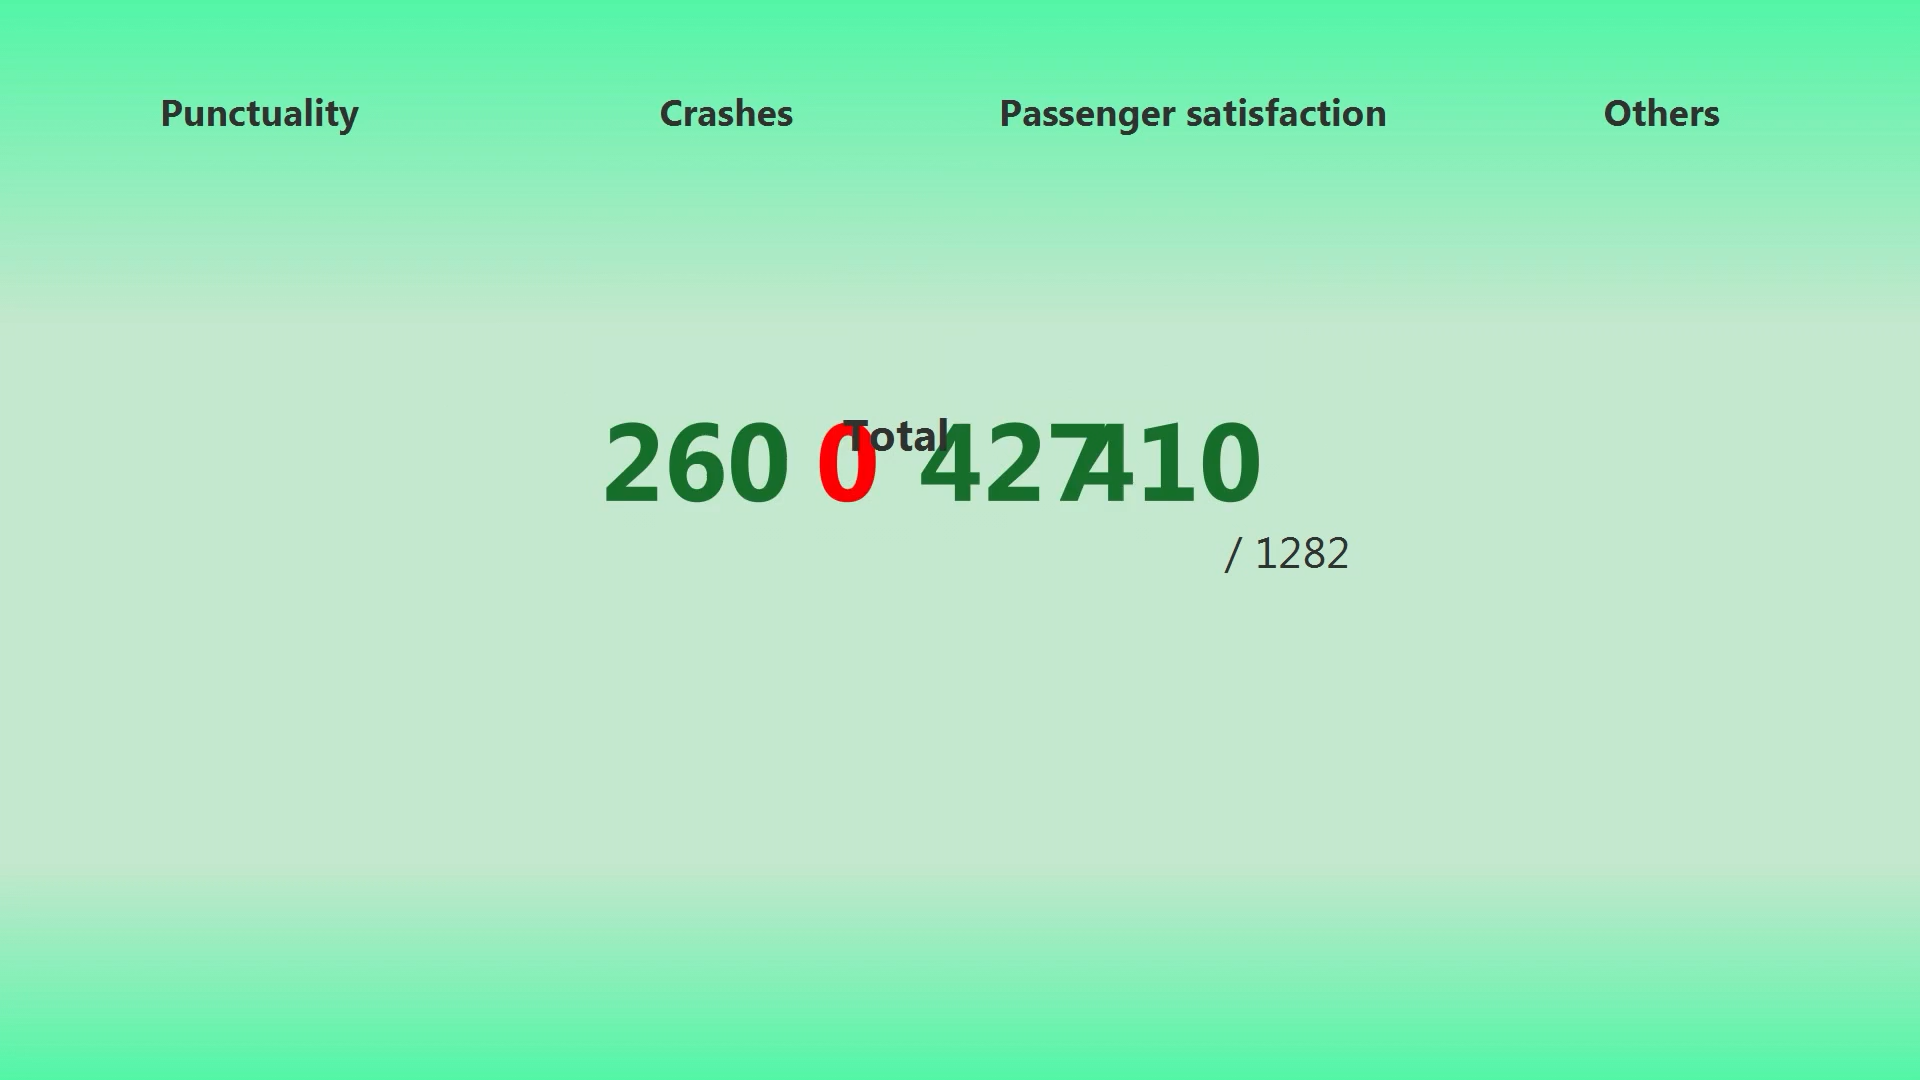 Punctuality Crashes Passenger satisfaction Others
Total
260 0 427 410
/ 1282